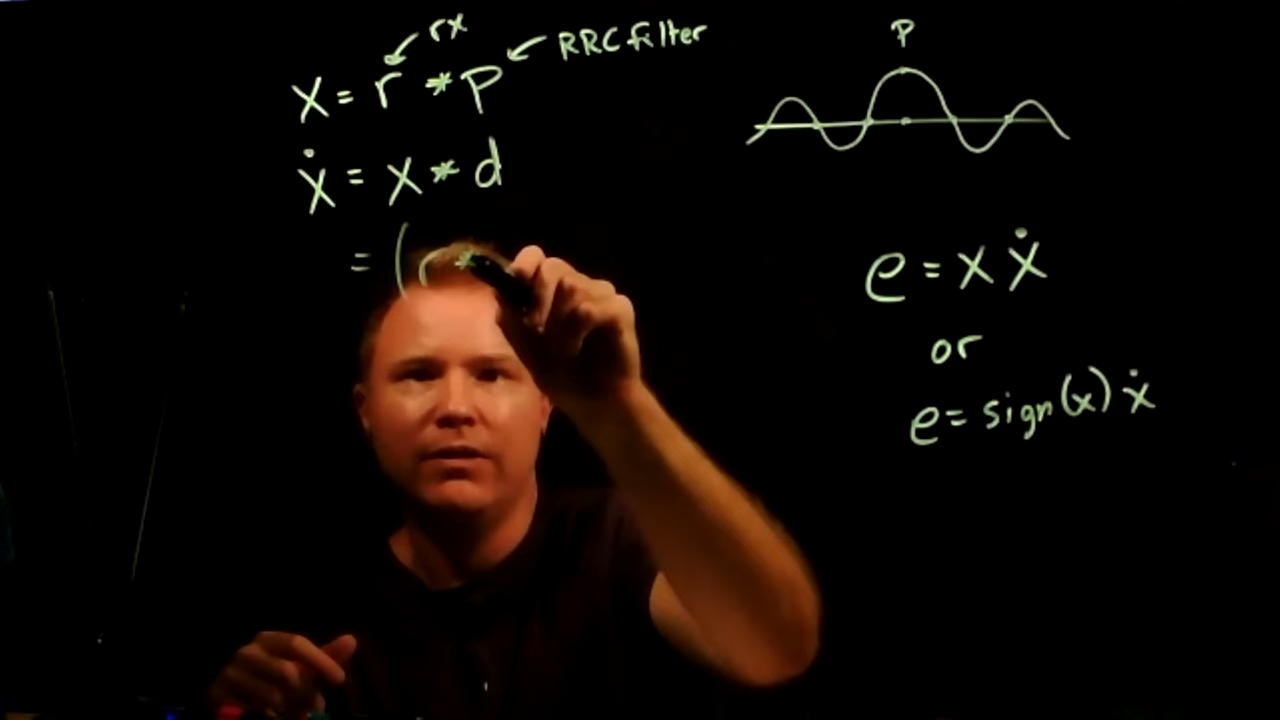 rx
RRC filter
x = r * p
ẋ = x * d
= (r *
P
e = x ẋ
or
e = sign(x) ẋ